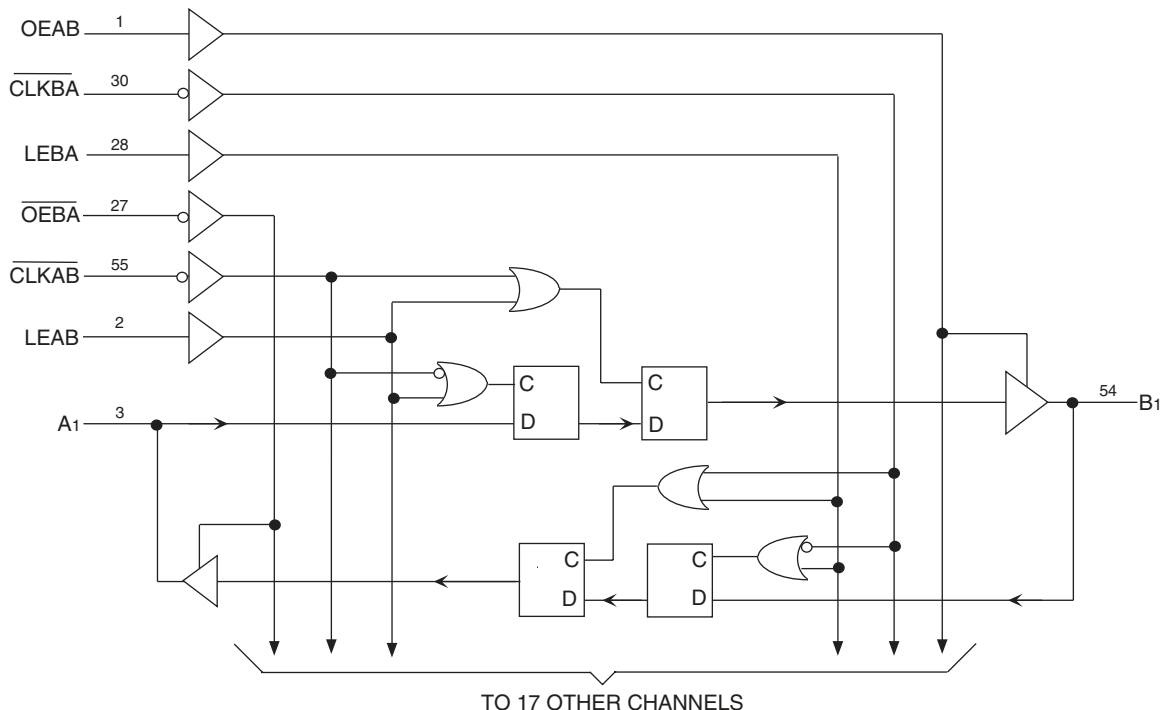 OEAB 1
CLKBA 30
LEBA 28
OEBA 27
CLKAB 55
LEAB 2
C
D
C
D
A1 3
54 B1
C
D
C
D
TO 17 OTHER CHANNELS